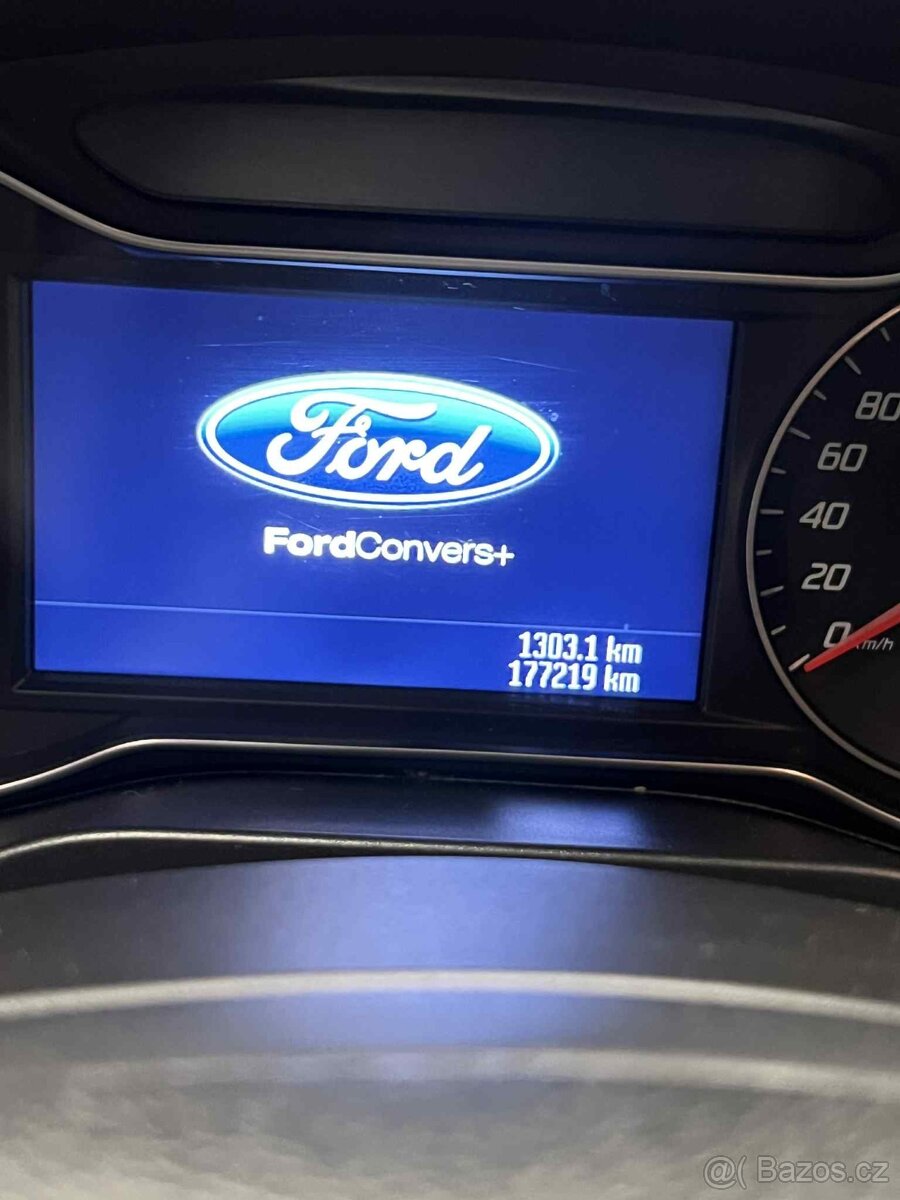 Ford
FordConvers+
1303.1 km
177219 km
80
60
40
20
0
km/h
@( Bazos.cz